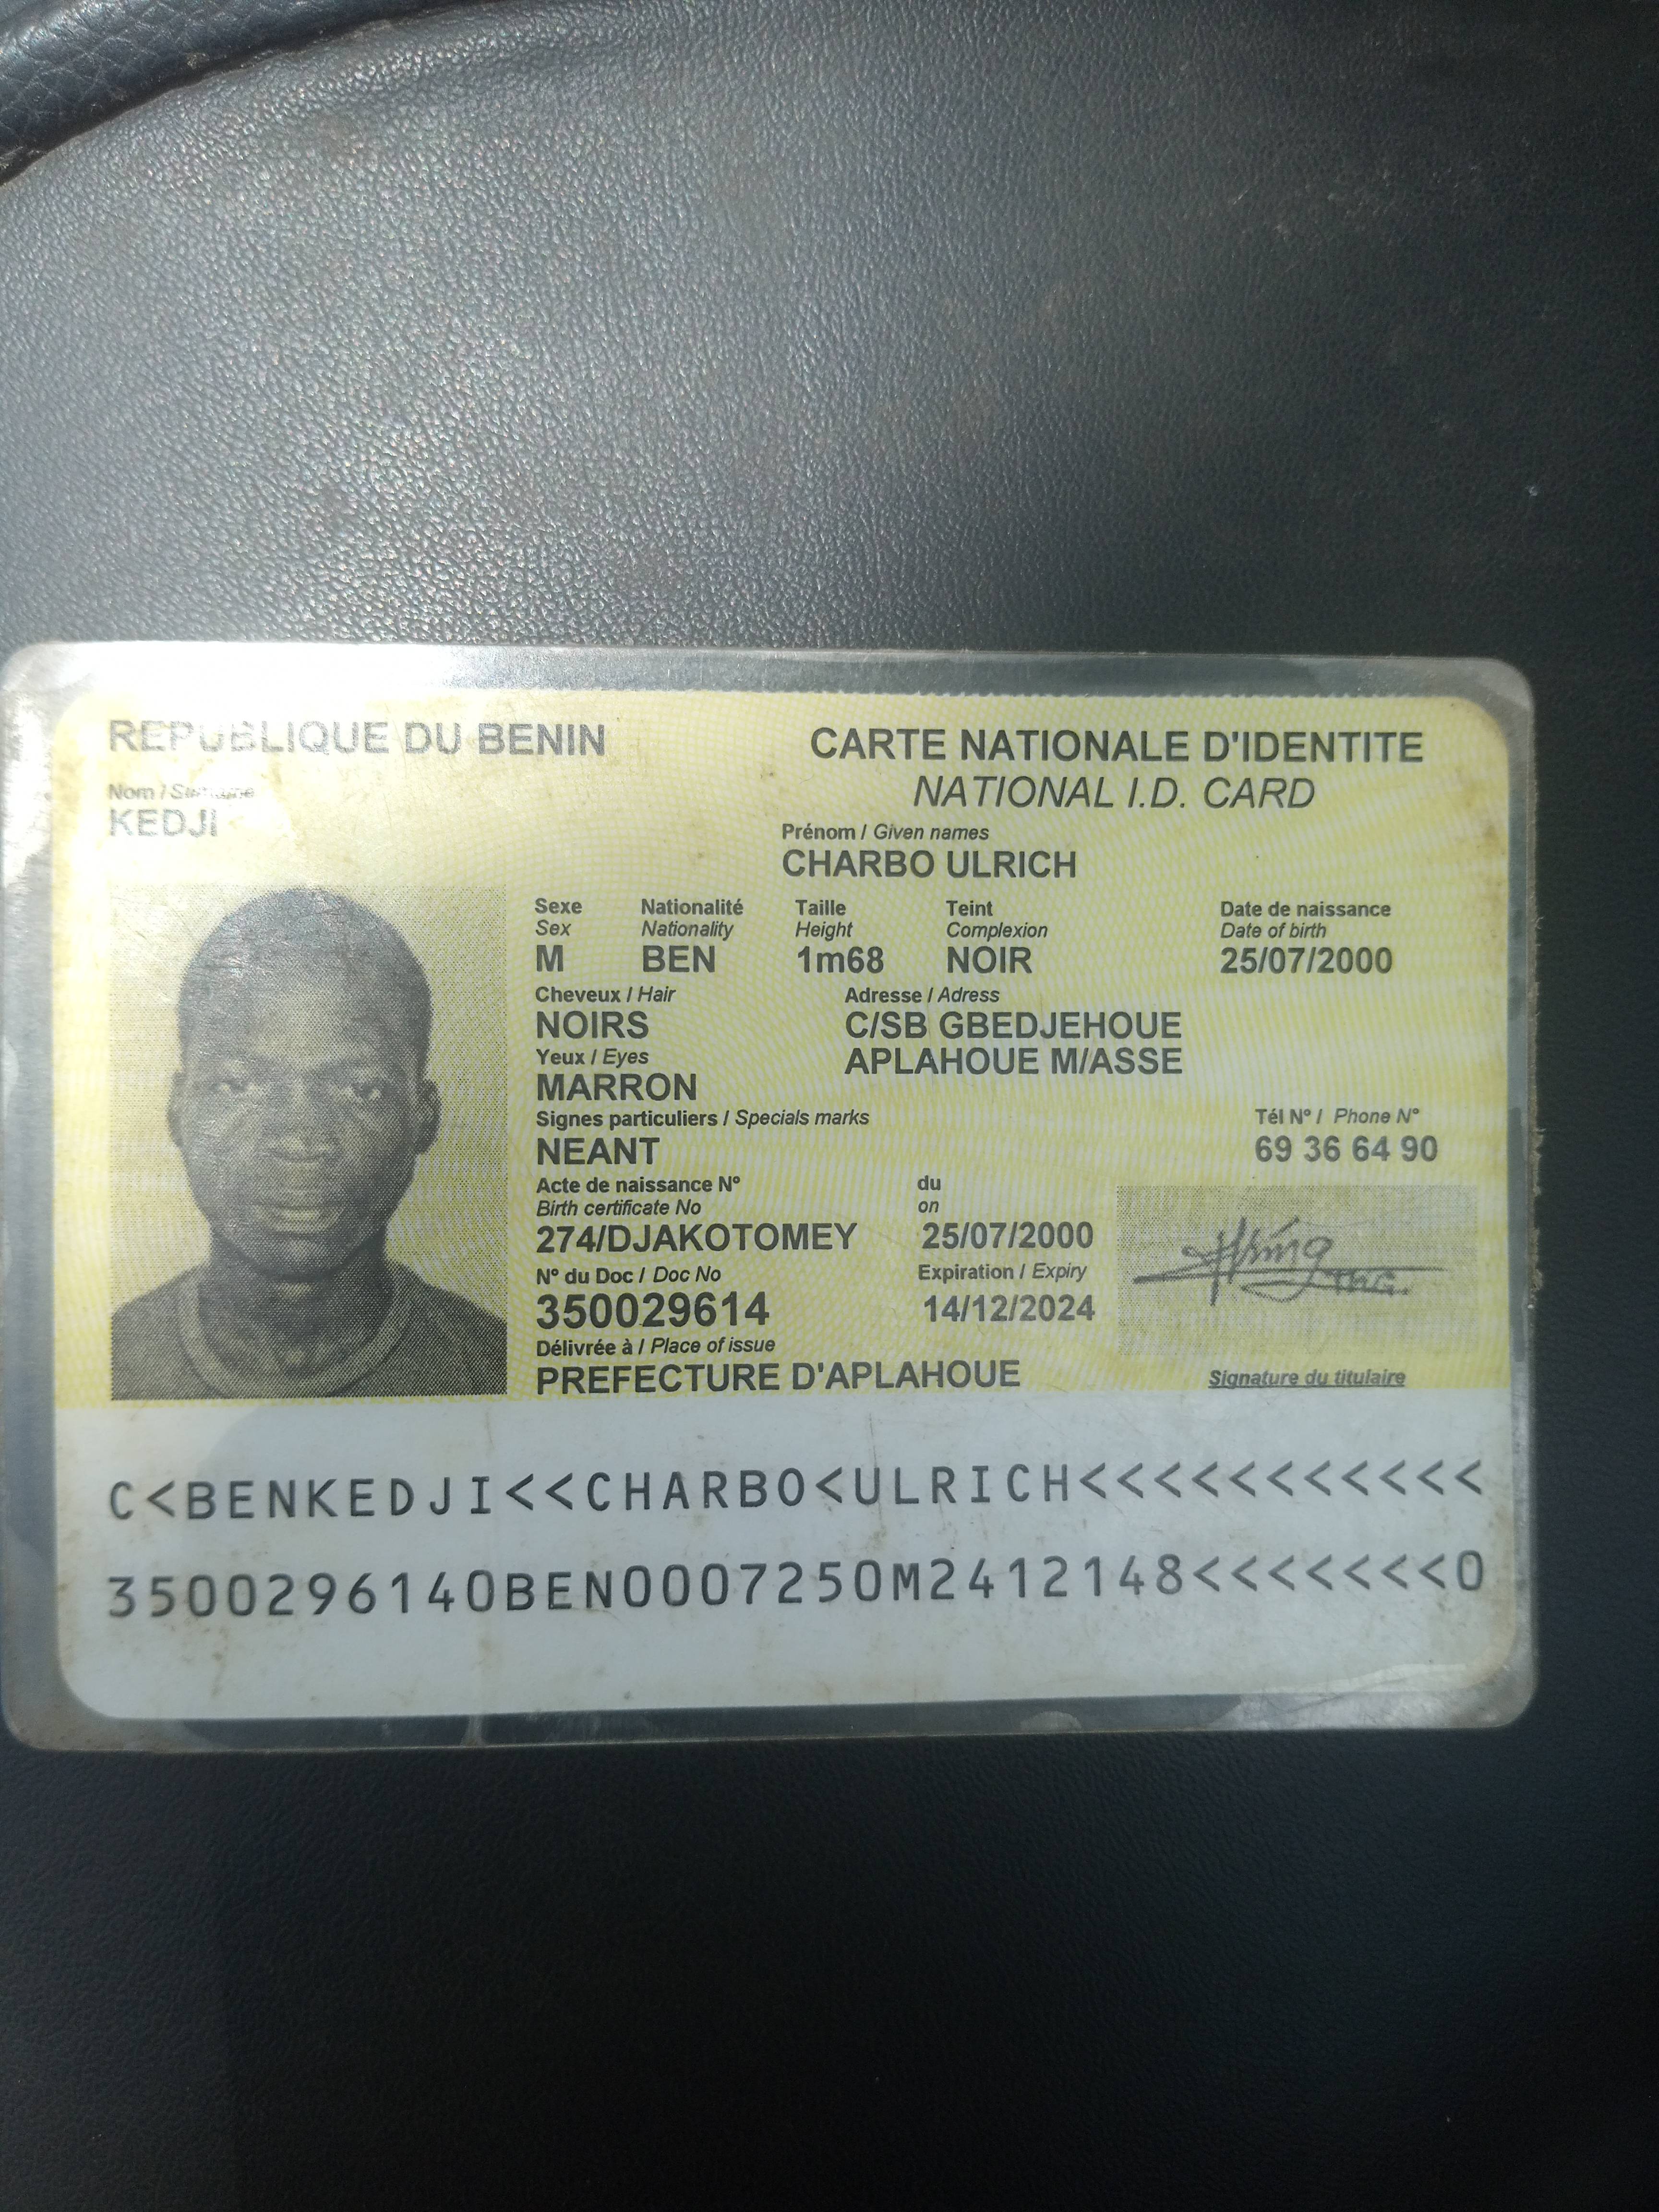 REPUBLIQUE DU BENIN
CARTE NATIONALE D'IDENTITE
NATIONAL I.D. CARD
Nom / Surname
KEDJI
Prénom / Given names
CHARBO ULRICH
Sexe Nationalité Taille Teint Date de naissance
Sex Nationality Height Complexion Date of birth
M BEN 1m68 NOIR 25/07/2000
Cheveux / Hair Adresse / Adress
NOIRS C/SB GBEDJEHOUE
Yeux / Eyes APLAHOUE M/ASSE
MARRON
Signes particuliers / Specials marks Tél N° / Phone N°
NEANT 69 36 64 90
Acte de naissance N° du
Birth certificate No on
274/DJAKOTOMEY 25/07/2000
N° du Doc / Doc No Expiration / Expiry
350029614 14/12/2024
Délivrée à / Place of issue
PREFECTURE D'APLAHOUE Signature du titulaire
C<BENKEDJI<<CHARBO<ULRICH<<<<<<<<<<<
3500296140BEN0007250M2412148<<<<<<<0